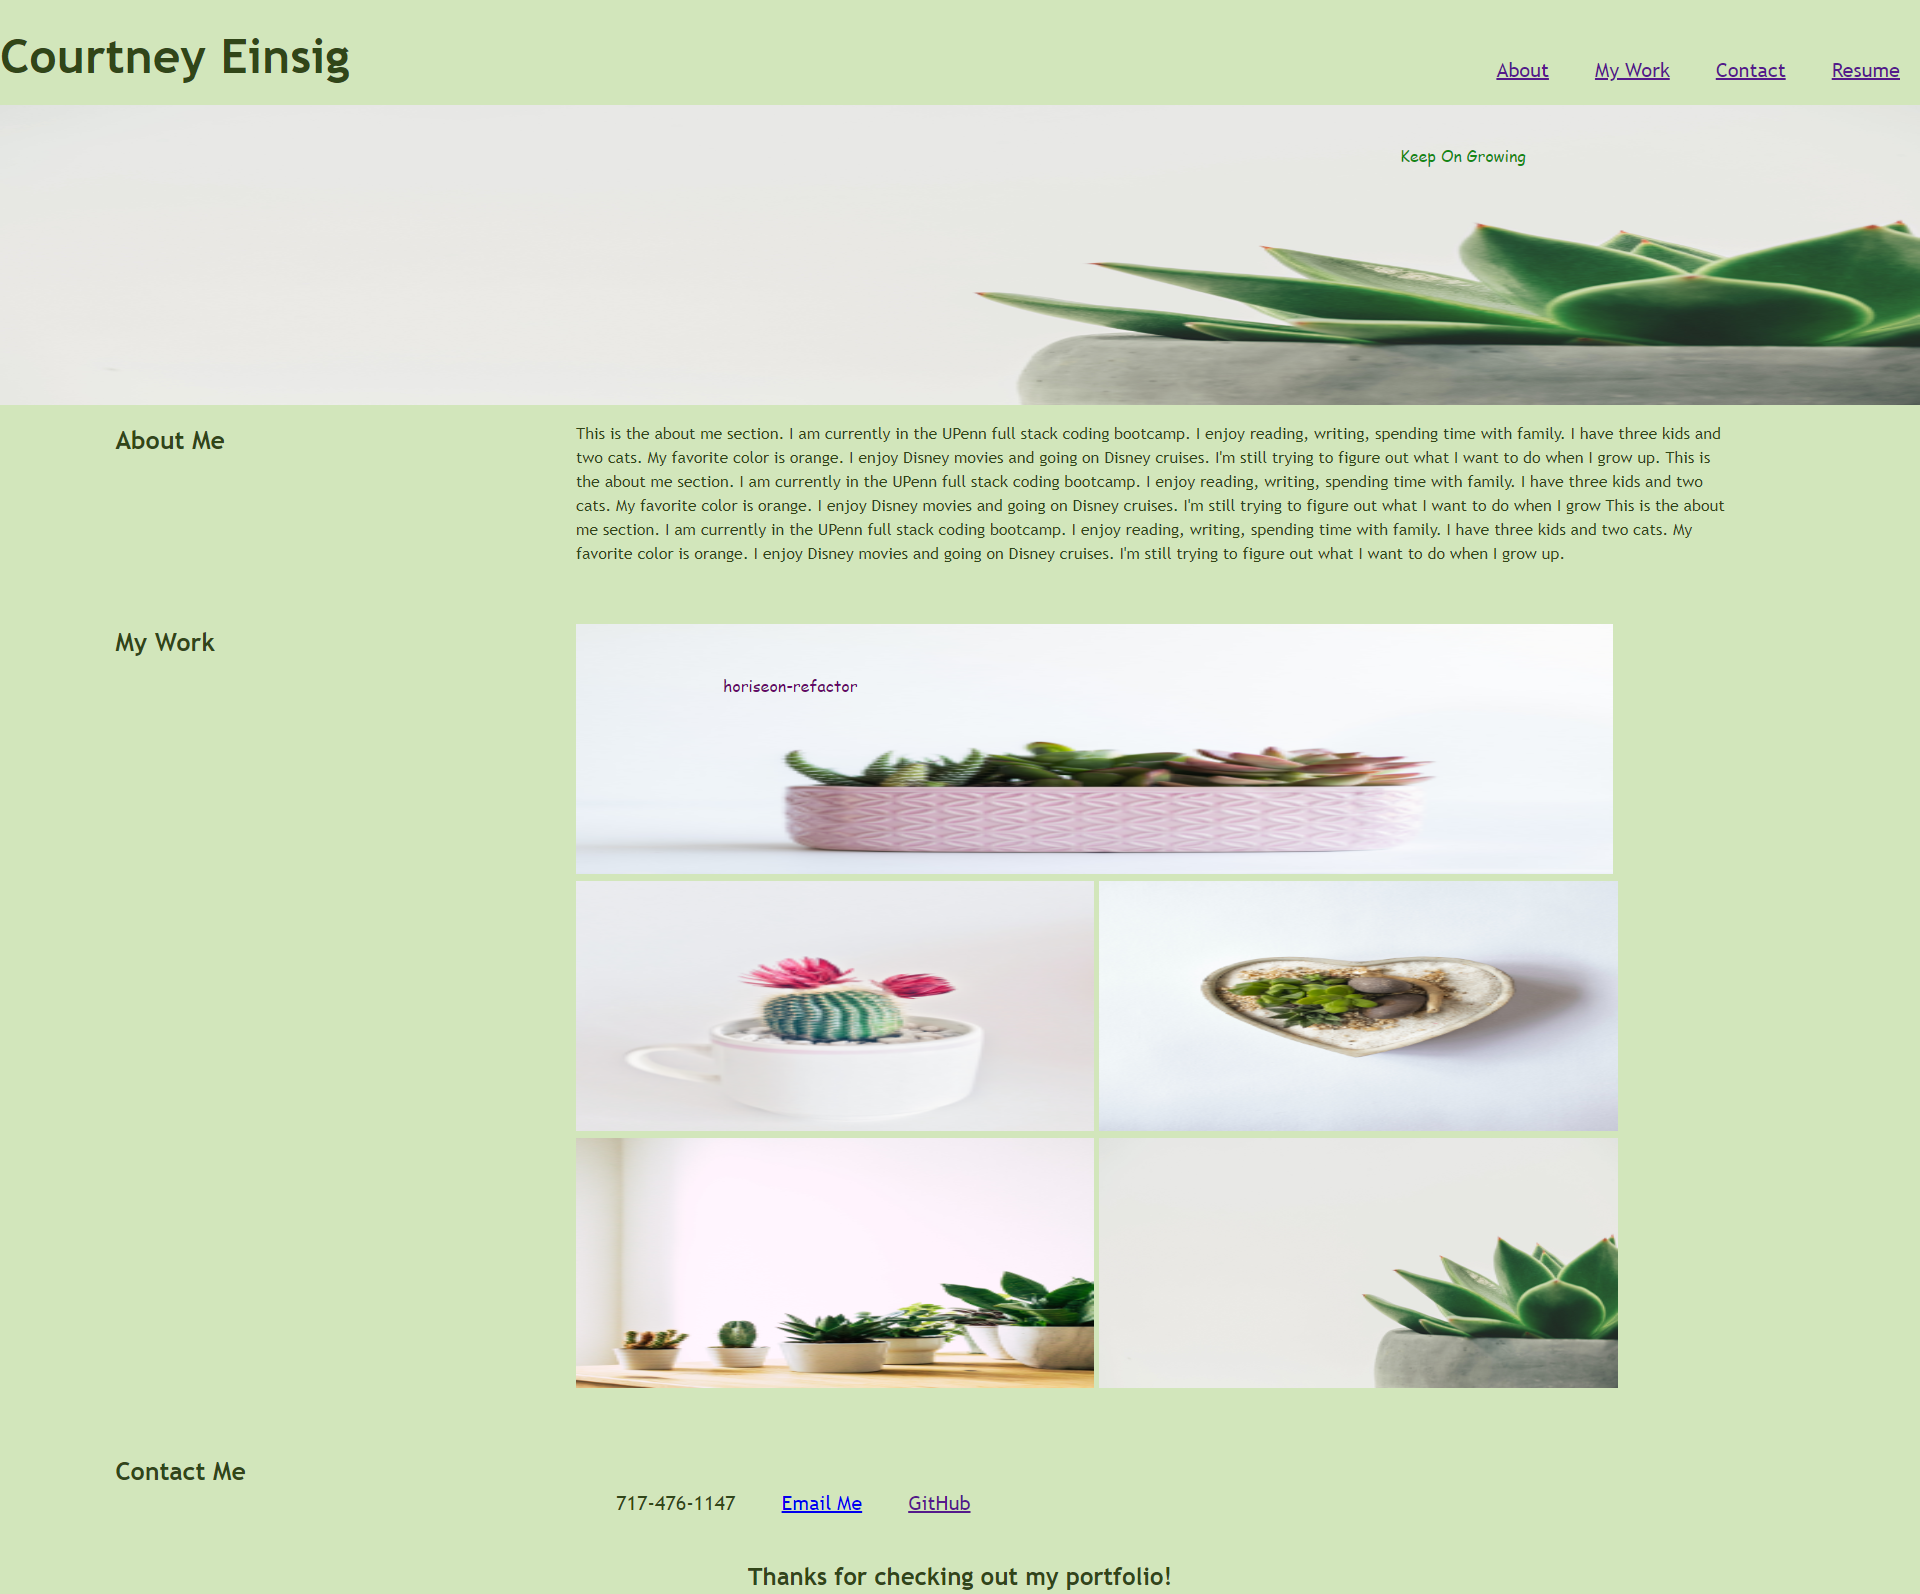 Courtney Einsig
About My Work Contact Resume
Keep On Growing
About Me
This is the about me section. I am currently in the UPenn full stack coding bootcamp. I enjoy reading, writing, spending time with family. I have three kids and
two cats. My favorite color is orange. I enjoy Disney movies and going on Disney cruises. I'm still trying to figure out what I want to do when I grow up. This is
the about me section. I am currently in the UPenn full stack coding bootcamp. I enjoy reading, writing, spending time with family. I have three kids and two
cats. My favorite color is orange. I enjoy Disney movies and going on Disney cruises. I'm still trying to figure out what I want to do when I grow This is the about
me section. I am currently in the UPenn full stack coding bootcamp. I enjoy reading, writing, spending time with family. I have three kids and two cats. My
favorite color is orange. I enjoy Disney movies and going on Disney cruises. I'm still trying to figure out what I want to do when I grow up.
My Work
horiseon-refactor
Contact Me
717-476-1147 Email Me GitHub
Thanks for checking out my portfolio!